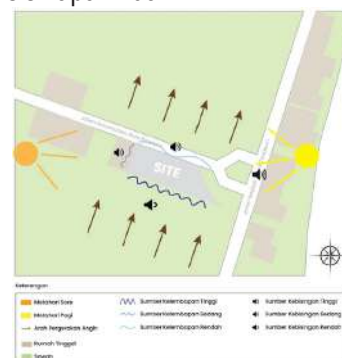 SITE
Keterangan:
Matahari Sore
Matahari Pagi
Arah Pergerakan Angin
Rumah Tinggal
Sawah
Sumber Kelembapan Tinggi
Sumber Kelembapan Sedang
Sumber Kelembapan Rendah
Sumber Kebisingan Tinggi
Sumber Kebisingan Sedang
Sumber Kebisingan Rendah